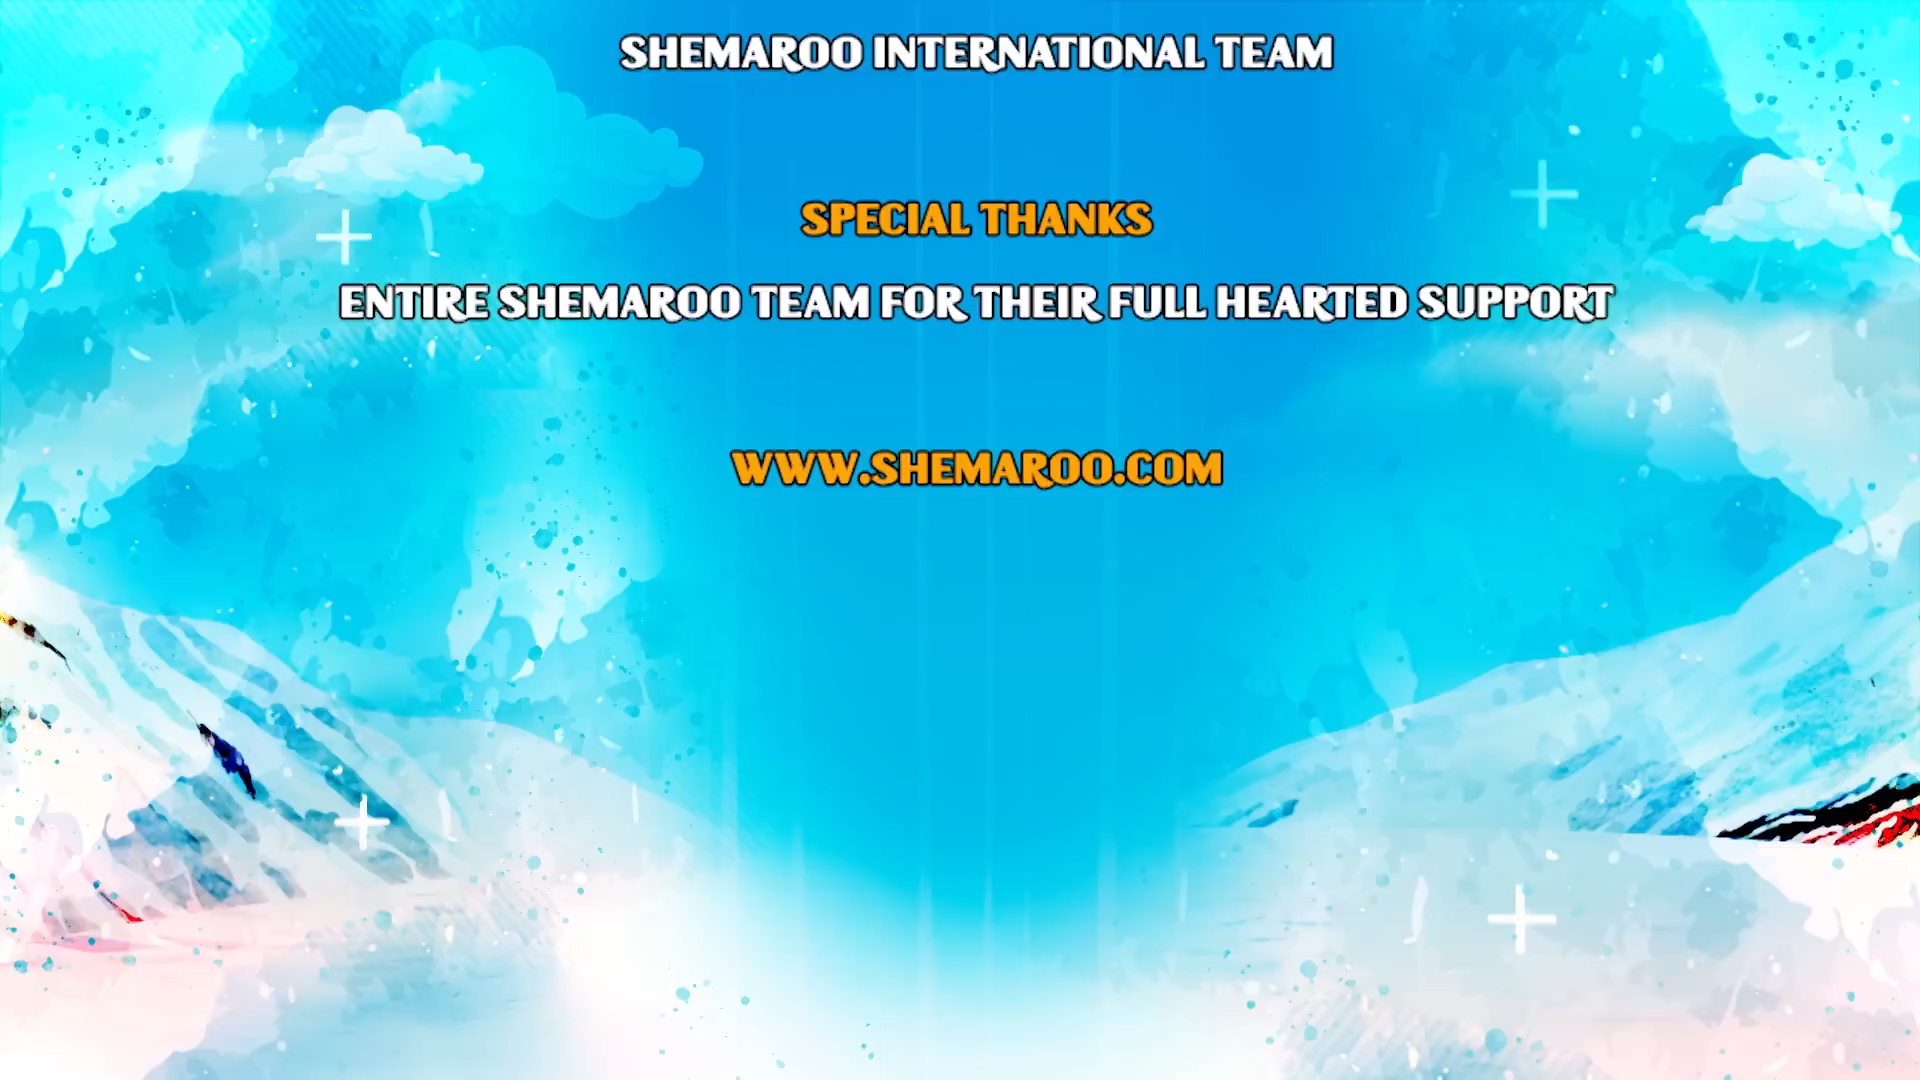 SHEMAROO INTERNATIONAL TEAM
SPECIAL THANKS
ENTIRE SHEMAROO TEAM FOR THEIR FULL HEARTED SUPPORT
WWW.SHEMAROO.COM